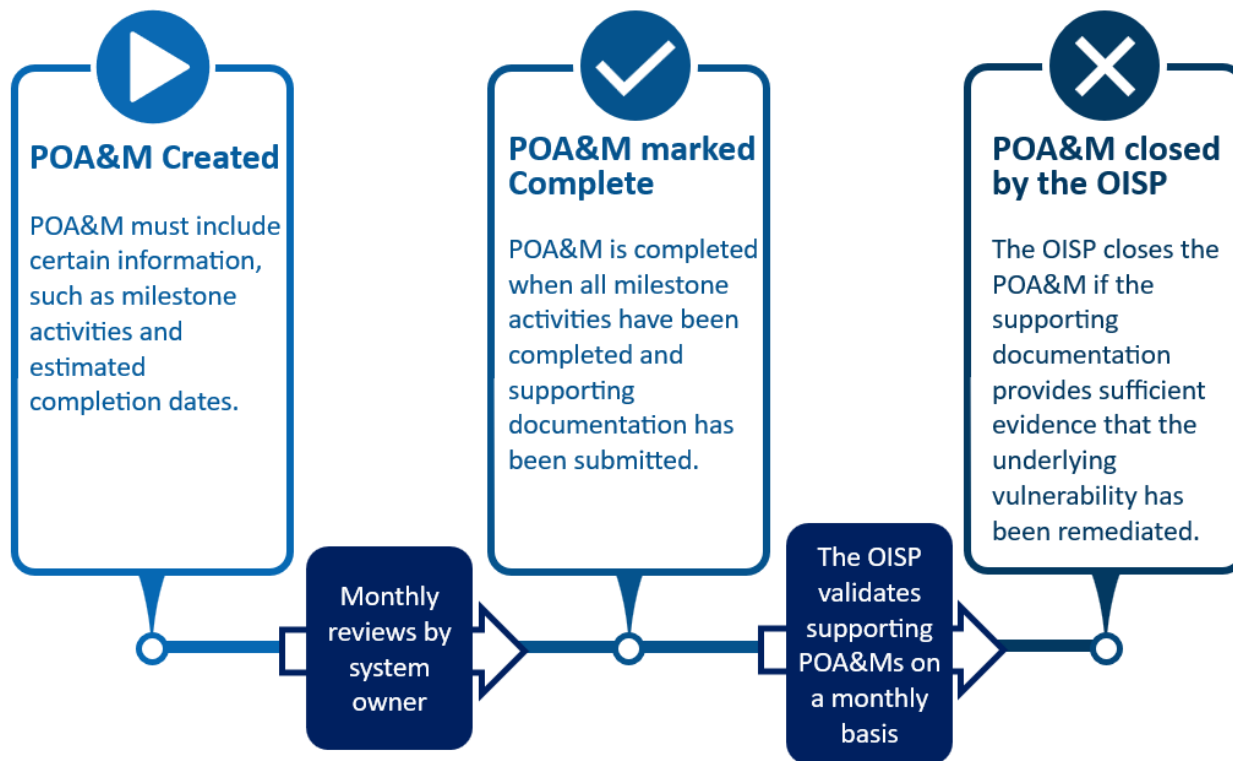 POA&M Created
POA&M must include
certain information,
such as milestone
activities and
estimated
completion dates.
Monthly
reviews by
system
owner
POA&M marked
Complete
POA&M is completed
when all milestone
activities have been
completed and
supporting
documentation has
been submitted.
The OISP
validates
supporting
POA&Ms on
a monthly
basis
POA&M closed
by the OISP
The OISP closes the
POA&M if the
supporting
documentation
provides sufficient
evidence that the
underlying
vulnerability has
been remediated.